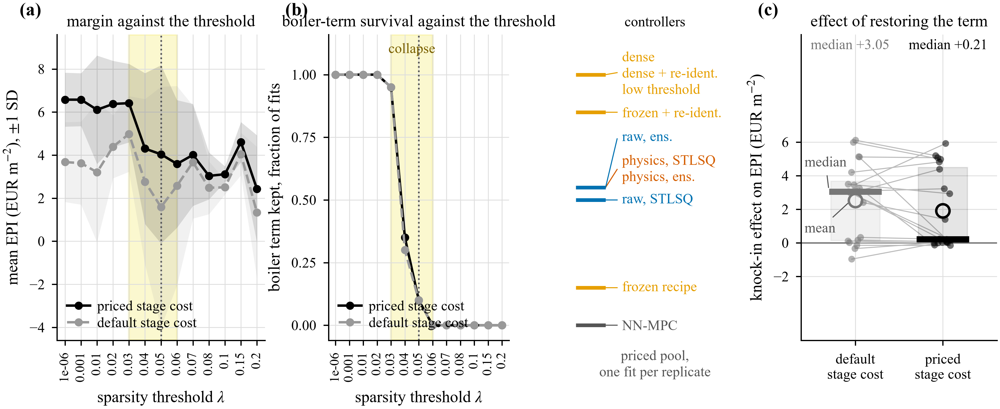 (a)
margin against the threshold
mean EPI (EUR m⁻²), ±1 SD
8
6
4
2
0
−2
−4
priced stage cost
default stage cost
1e-06
0.001
0.01
0.02
0.03
0.04
0.05
0.06
0.07
0.08
0.1
0.15
0.2
sparsity threshold λ
(b)
boiler-term survival against the threshold
boiler term kept, fraction of fits
collapse
1.00
0.75
0.50
0.25
0.00
priced stage cost
default stage cost
1e-06
0.001
0.01
0.02
0.03
0.04
0.05
0.06
0.07
0.08
0.1
0.15
0.2
sparsity threshold λ
controllers
dense
dense + re-ident.
low threshold
frozen + re-ident.
raw, ens.
physics, STLSQ
physics, ens.
raw, STLSQ
frozen recipe
NN-MPC
priced pool,
one fit per replicate
(c)
effect of restoring the term
median +3.05
median +0.21
knock-in effect on EPI (EUR m⁻²)
6
4
2
0
−2
median
mean
default
stage cost
priced
stage cost